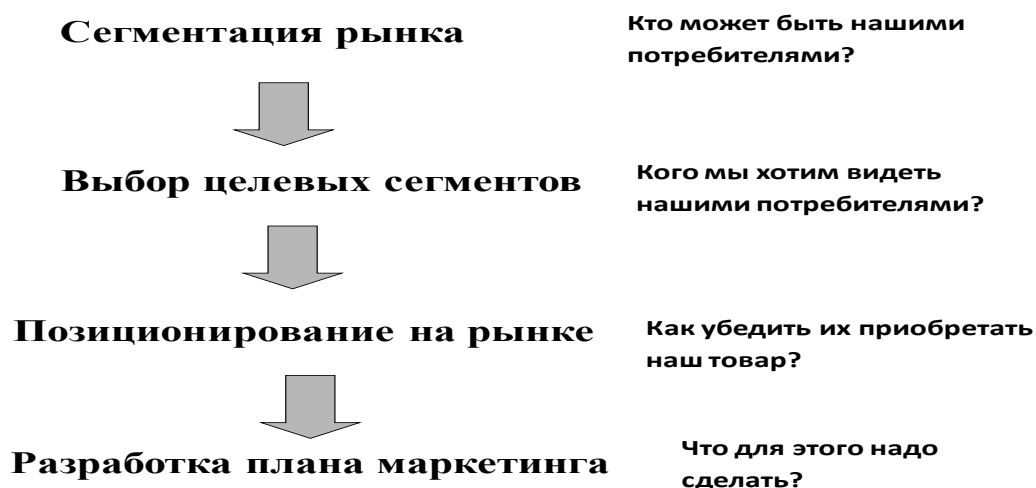 Сегментация рынка
Кто может быть нашими
потребителями?
Выбор целевых сегментов
Кого мы хотим видеть
нашими потребителями?
Позиционирование на рынке
Как убедить их приобретать
наш товар?
Разработка плана маркетинга
Что для этого надо
сделать?